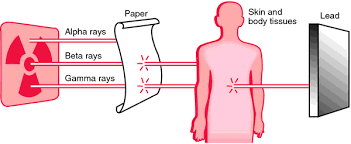 Paper
Skin and
body tissues
Lead
Alpha rays
Beta rays
Gamma rays